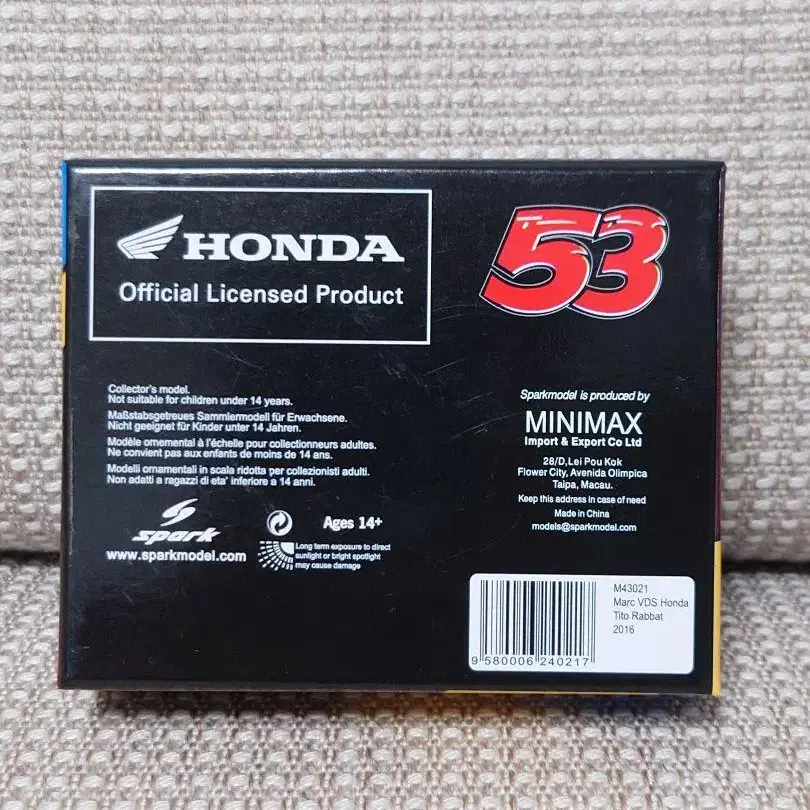 HONDA
Official Licensed Product
53
Collector's model.
Not suitable for children under 14 years.
Maßstabsgetreues Sammlermodell für Erwachsene.
Nicht geeignet für Kinder unter 14 Jahren.
Modèle ornemental à l'échelle pour collectionneurs adultes.
Ne convient pas aux enfants de moins de 14 ans.
Modelli ornamentali in scala ridotta per collezionisti adulti.
Non adatti a ragazzi di eta' inferiore a 14 anni.
spark
www.sparkmodel.com
Ages 14+
Long term exposure to direct
sunlight or bright spotlight
may cause damage
Sparkmodel is produced by
MINIMAX
Import & Export Co Ltd
28/D,Lei Pou Kok
Flower City, Avenida Olimpica
Taipa, Macau.
Keep this address in case of need
Made in China
models@sparkmodel.com
9 580006 240217
M43021
Marc VDS Honda
Tito Rabbat
2016